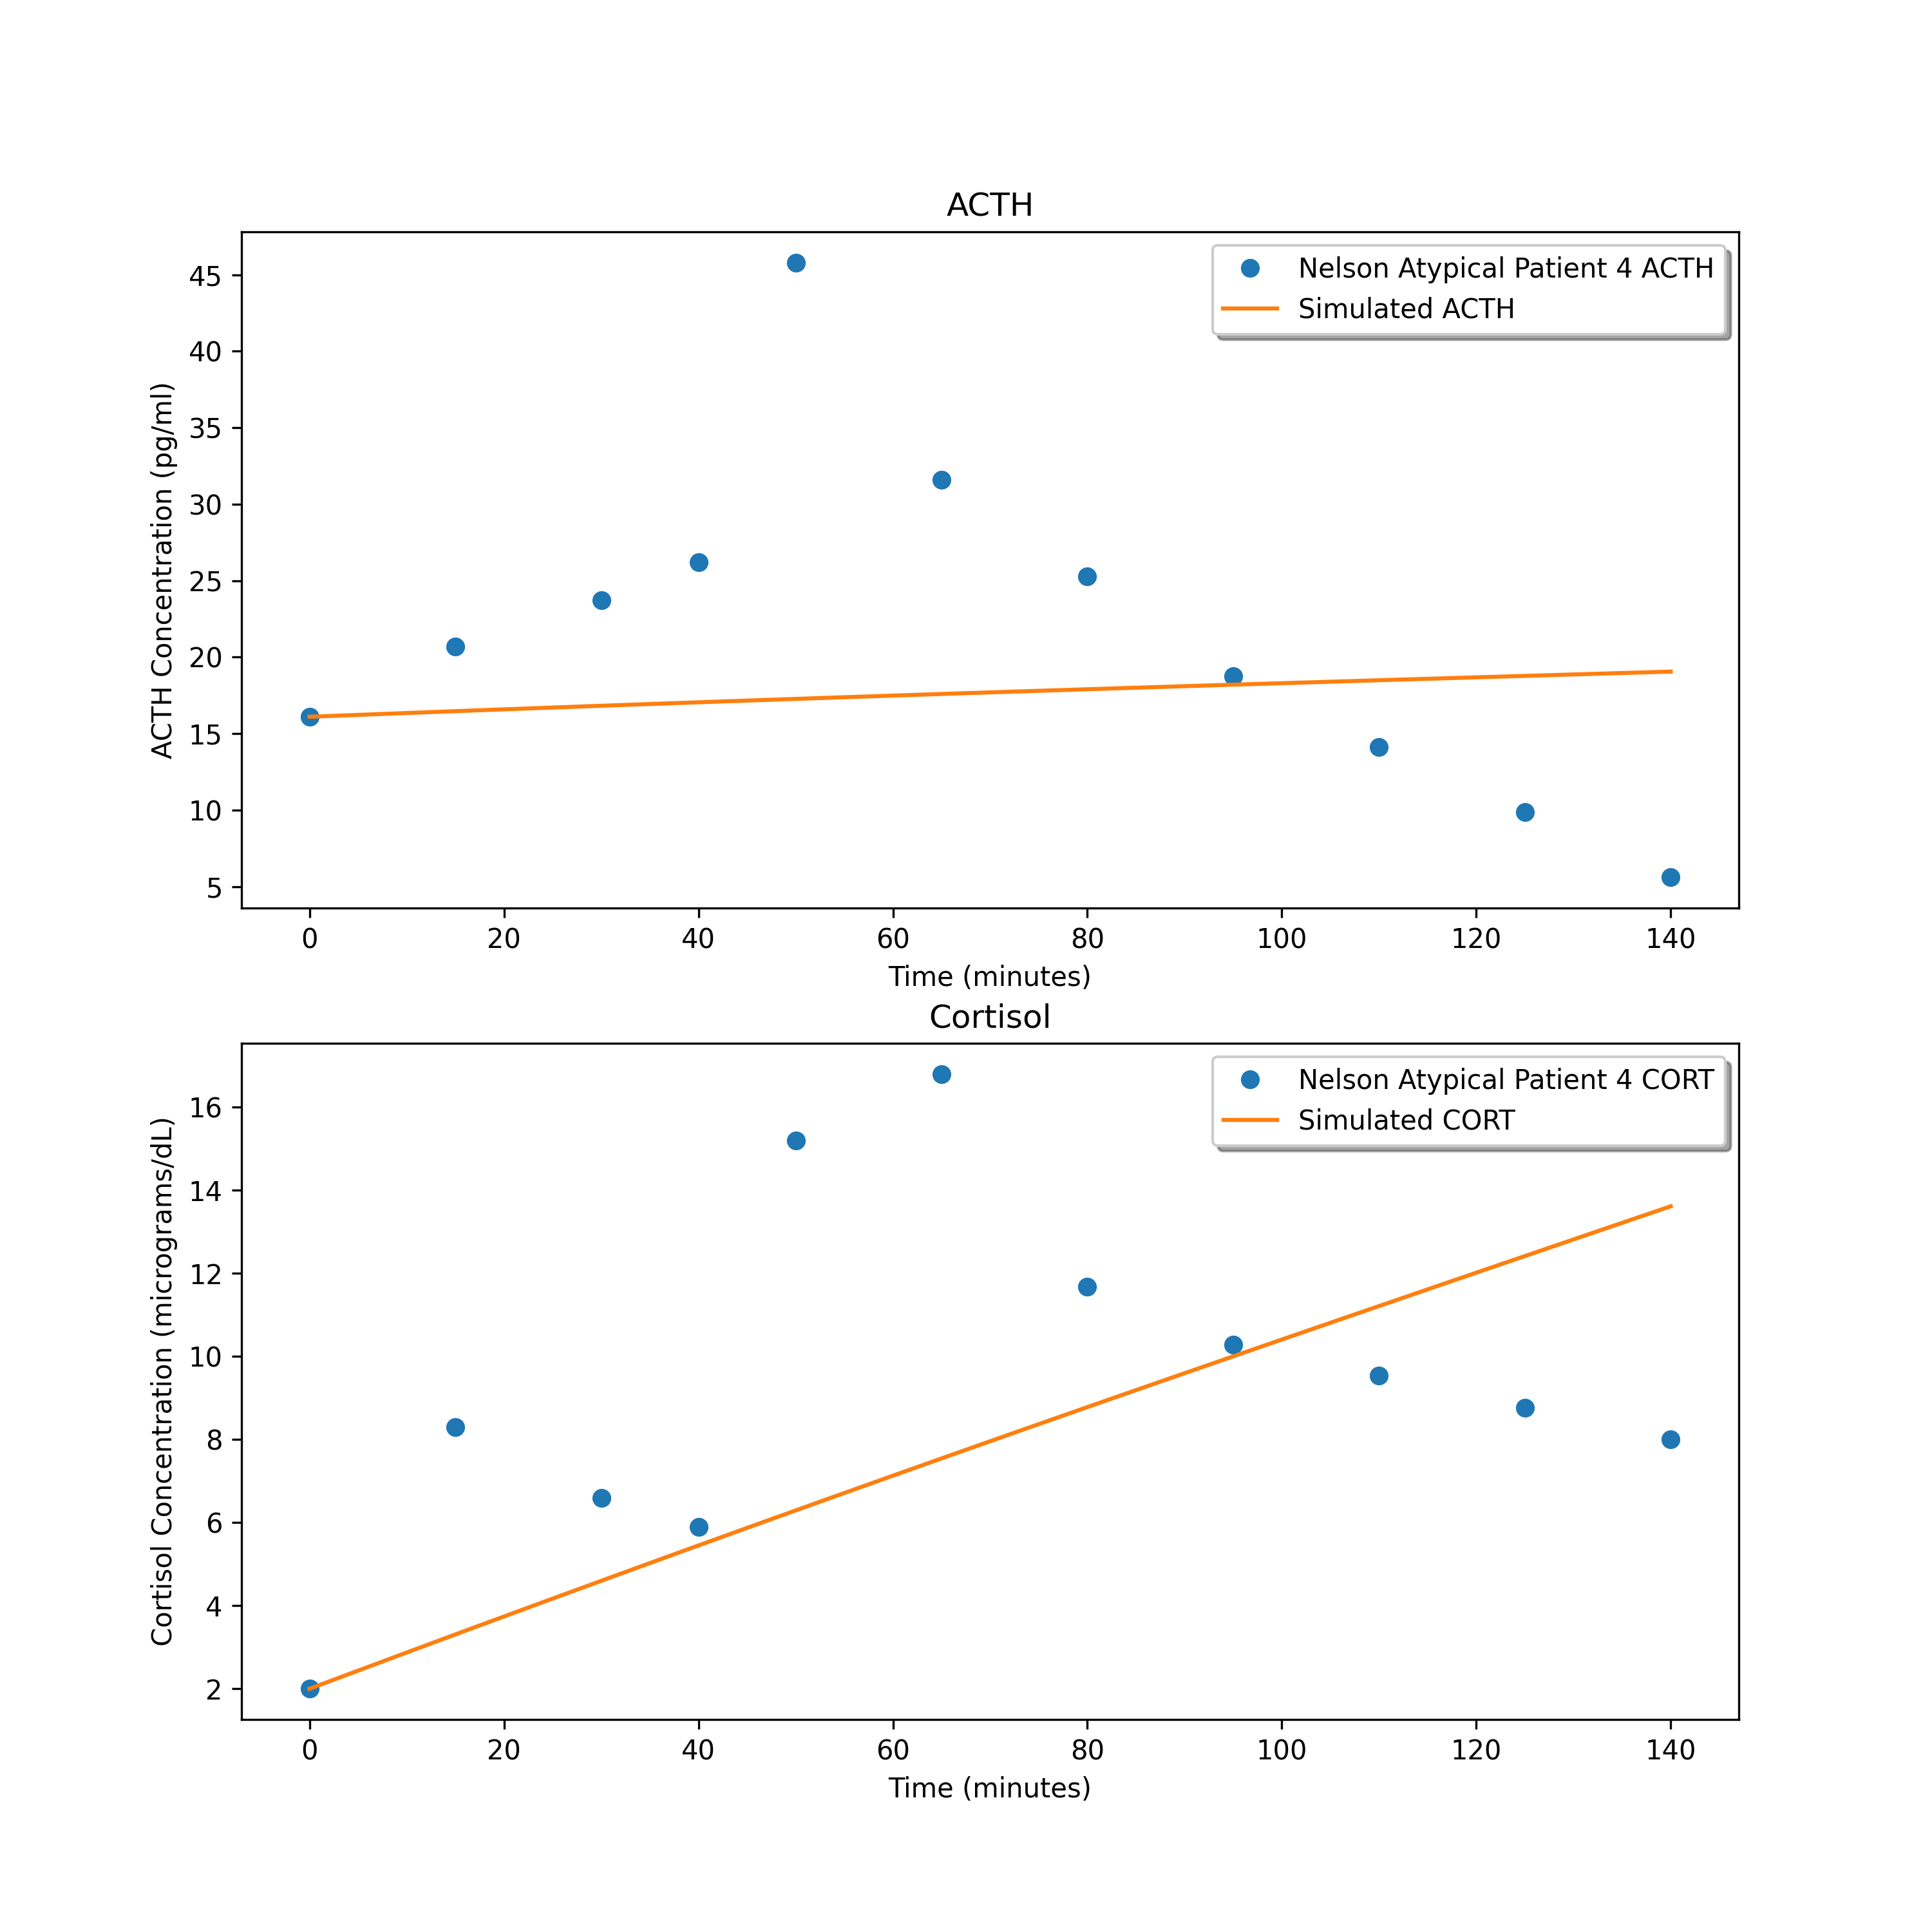 ACTH
45
40
35
30
25
20
15
10
5
ACTH Concentration (pg/ml)
Nelson Atypical Patient 4 ACTH
Simulated ACTH
0 20 40 60 80 100 120 140
Time (minutes)
Cortisol
16
14
12
10
8
6
4
2
Cortisol Concentration (micrograms/dL)
Nelson Atypical Patient 4 CORT
Simulated CORT
0 20 40 60 80 100 120 140
Time (minutes)